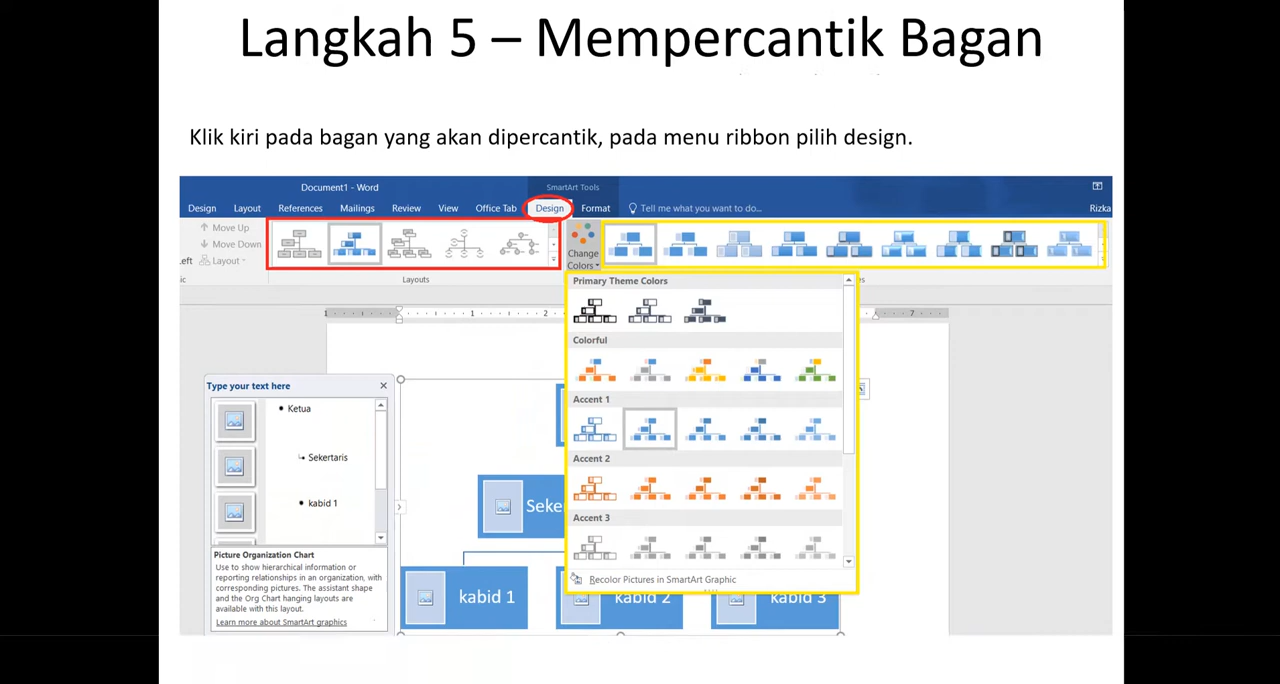 Langkah 5 – Mempercantik Bagan
Klik kiri pada bagan yang akan dipercantik, pada menu ribbon pilih design.
Document1 - Word
SmartArt Tools
Design Layout References Mailings Review View Office Tab Design Format Tell me what you want to do...
Rizka
Move Up
Move Down
eft Layout
Layouts
Change
Colors
Primary Theme Colors
Colorful
Accent 1
Accent 2
Accent 3
Recolor Pictures in SmartArt Graphic
1 1 2 7
Type your text here
Ketua
Sekertaris
kabid 1
Picture Organization Chart
Use to show hierarchical information or
reporting relationships in an organization, with
corresponding pictures. The assistant shape
and the Org Chart hanging layouts are
available with this layout.
Learn more about SmartArt graphics
Seke
kabid 1 kabid 2 kabid 3